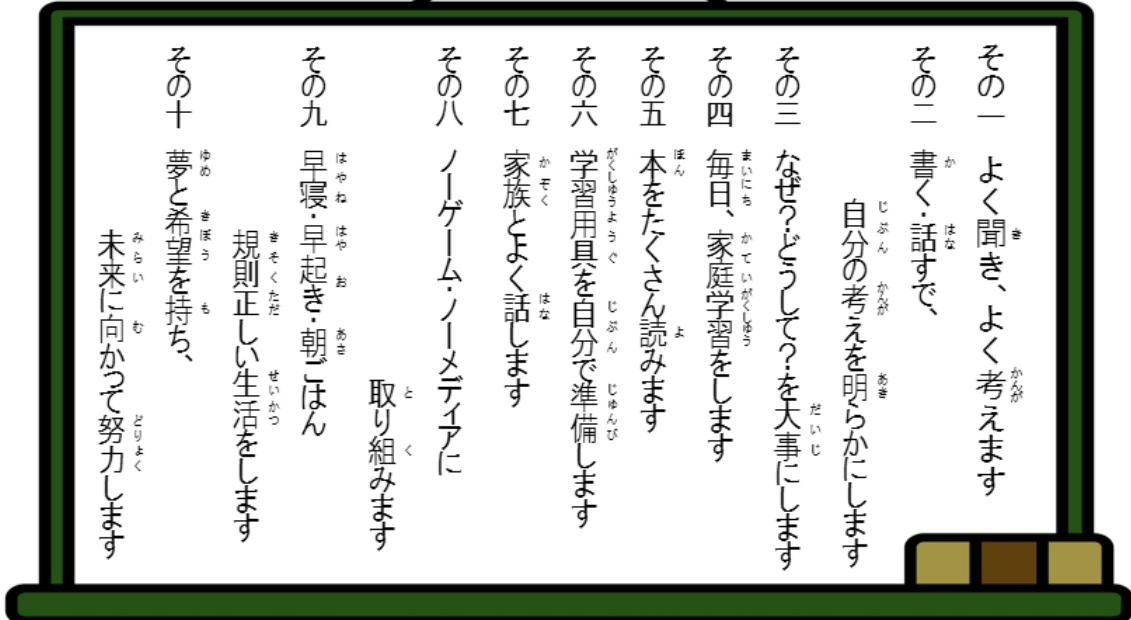 その一 よく聞き、よく考えます
その二 書く・話すで、
自分の考えを明らかにします
その三 なぜ?どうして?を大事にします
その四 毎日、家庭学習をします
その五 本をたくさん読みます
その六 学習用具を自分で準備します
その七 家族とよく話します
その八 ノーゲーム・ノーメディアに
取り組みます
その九 早寝・早起き・朝ごはん
規則正しい生活をします
その十 夢と希望を持ち、
未来に向かって努力します